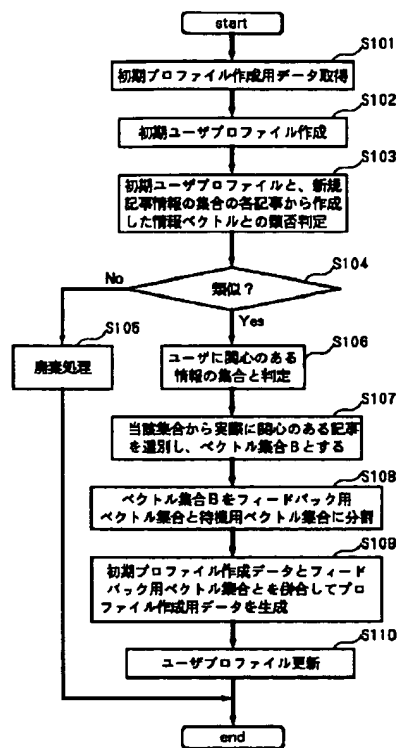 start
S101
初期プロファイル作成用データ取得
S102
初期ユーザプロファイル作成
S103
初期ユーザプロファイルと、新規
記事情報の集合の各記事から作成
した情報ベクトルとの類否判定
S104
No
類似?
S105
Yes
S106
廃棄処理
ユーザに関心のある
情報の集合と判定
S107
当該集合から実際に関心のある記事
を選別し、ベクトル集合Bとする
S108
ベクトル集合Bをフィードバック用
ベクトル集合と待機用ベクトル集合に分割
S109
初期プロファイル作成データとフィード
バック用ベクトル集合とを併合してプロ
ファイル作成用データを生成
S110
ユーザプロファイル更新
end